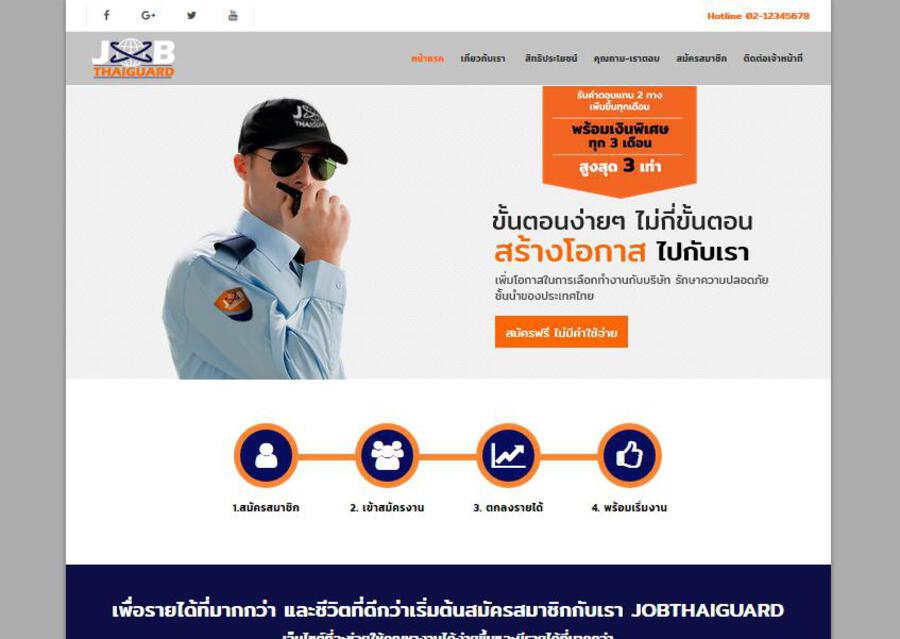 Hotline 02-12345678
JOB
THAIGUARD
หน้าแรก เกี่ยวกับเรา สิทธิประโยชน์ คุณถาม-เราตอบ สมัครสมาชิก ติดต่อเจ้าหน้าที่
รับค่าตอบแทน 2 ทาง
เพิ่มขึ้นทุกเดือน
พร้อมเงินพิเศษ
ทุก 3 เดือน
สูงสุด 3 เท่า
ขั้นตอนง่ายๆ ไม่กี่ขั้นตอน
สร้างโอกาส ไปกับเรา
เพิ่มโอกาสในการเลือกทำงานกับบริษัท รักษาความปลอดภัย
ชั้นนำของประเทศไทย
สมัครฟรี ไม่มีค่าใช้จ่าย
1.สมัครสมาชิก 2. เข้าสมัครงาน 3. ตกลงรายได้ 4. พร้อมเริ่มงาน
เพื่อรายได้ที่มากกว่า และชีวิตที่ดีกว่าเริ่มต้นสมัครสมาชิกกับเรา JOBTHAIGUARD